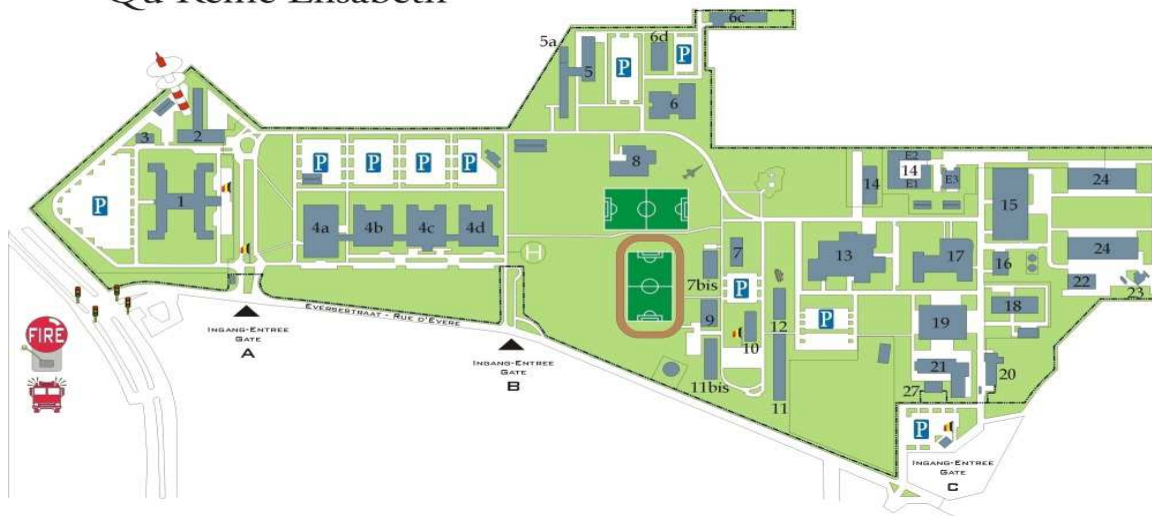 Qu Reine Elisabeth
6c
5a
5
P
6d
P
6
3
2
P
P
P
P
8
14
E2
14
E1
E3
24
15
P
1
4a
4b
4c
4d
H
7
13
17
24
16
7bis
22
23
P
EVERSESTRAAT - RUE D'EVERE
9
12
10
P
18
19
FIRE
INGANG-ENTREE
GATE
A
INGANG-ENTREE
GATE
B
11bis
11
21
20
27
P
INGANG-ENTREE
GATE
C